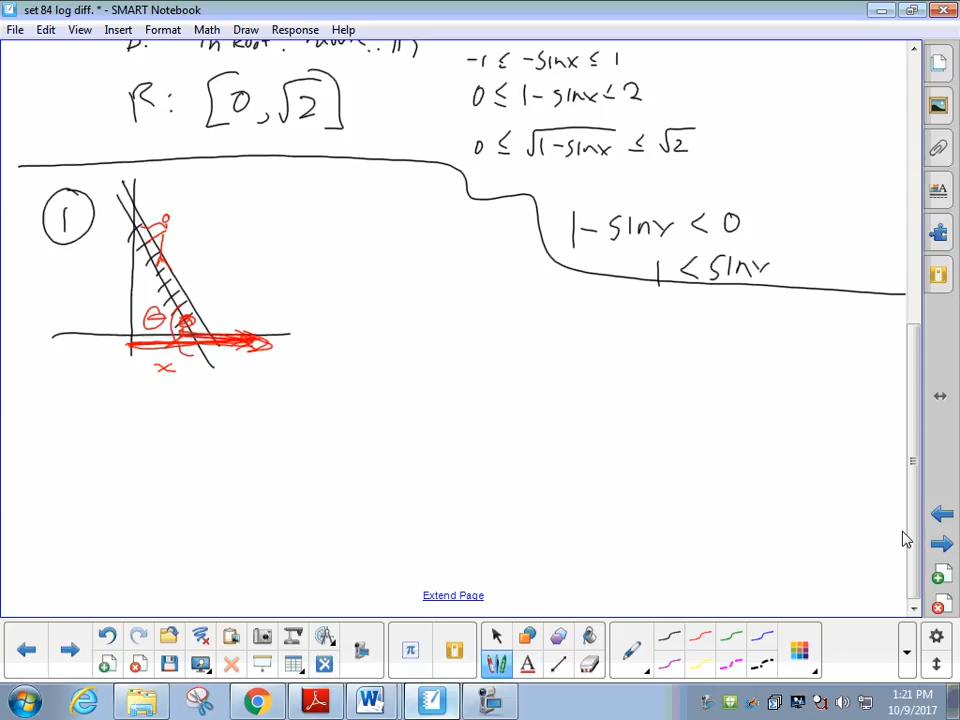 set 84 log diff. * - SMART Notebook
File Edit View Insert Format Math Draw Response Help
-1 ≤ -sinx ≤ 1
R: [0, √2]
0 ≤ 1-sinx ≤ 2
0 ≤ √1-sinx ≤ √2
1
1-sinx < 0
1 < sinx
θ
x
Extend Page
π
A
W
1:21 PM
10/9/2017